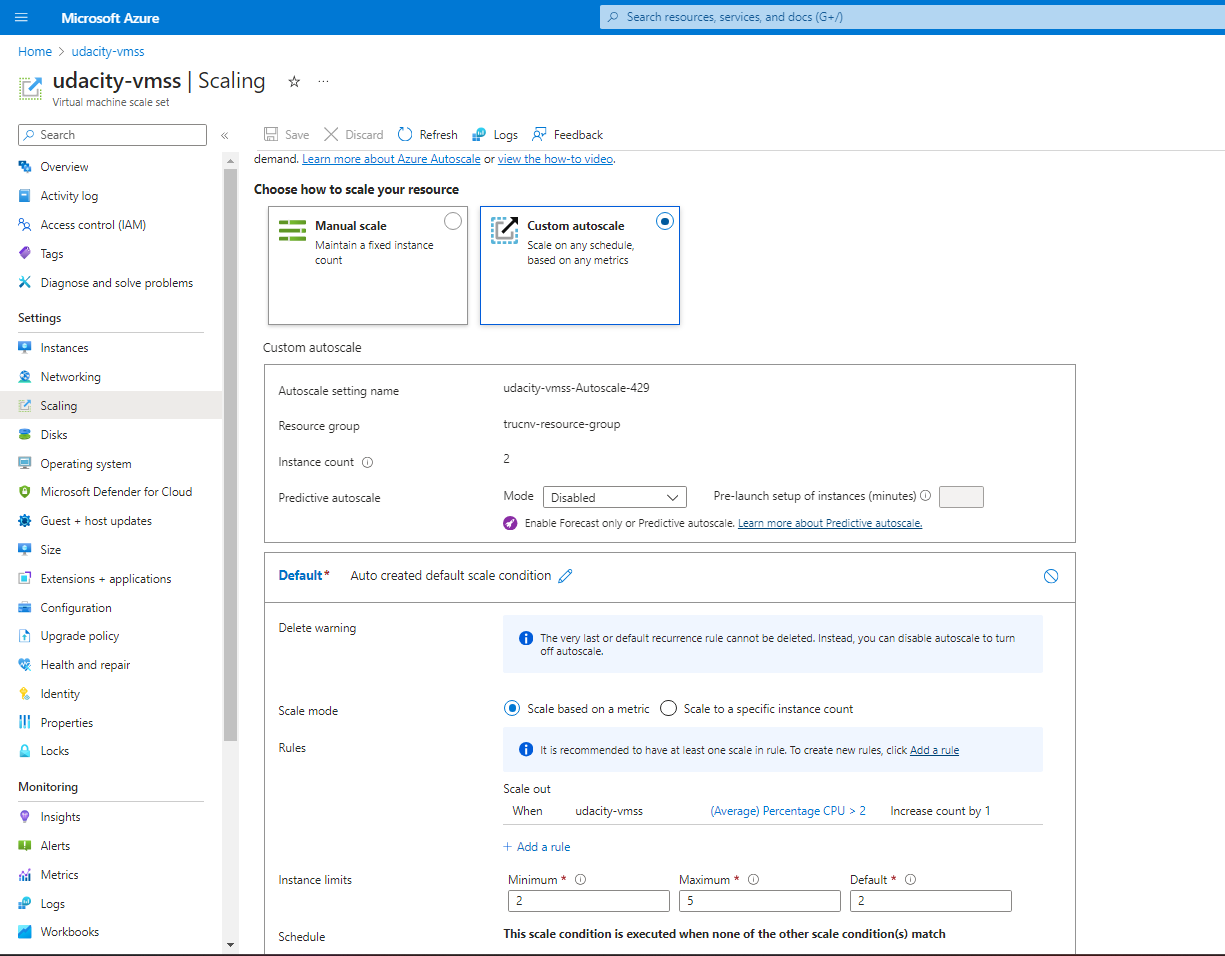 Microsoft Azure
Search resources, services, and docs (G+/)
Home > udacity-vmss
udacity-vmss | Scaling
Virtual machine scale set
Search
Overview
Activity log
Access control (IAM)
Tags
Diagnose and solve problems
Settings
Instances
Networking
Scaling
Disks
Operating system
Microsoft Defender for Cloud
Guest + host updates
Size
Extensions + applications
Configuration
Upgrade policy
Health and repair
Identity
Properties
Locks
Monitoring
Insights
Alerts
Metrics
Logs
Workbooks
Save Discard Refresh Logs Feedback
demand. Learn more about Azure Autoscale or view the how-to video.
Choose how to scale your resource
Manual scale
Maintain a fixed instance
count
Custom autoscale
Scale on any schedule,
based on any metrics
Custom autoscale
Autoscale setting name udacity-vmss-Autoscale-429
Resource group trucnv-resource-group
Instance count 2
Predictive autoscale Mode Disabled Pre-launch setup of instances (minutes)
Enable Forecast only or Predictive autoscale. Learn more about Predictive autoscale.
Default* Auto created default scale condition
Delete warning
The very last or default recurrence rule cannot be deleted. Instead, you can disable autoscale to turn
off autoscale.
Scale mode Scale based on a metric Scale to a specific instance count
Rules It is recommended to have at least one scale in rule. To create new rules, click Add a rule
Scale out
When udacity-vmss (Average) Percentage CPU > 2 Increase count by 1
+ Add a rule
Instance limits Minimum * Maximum * Default *
2 5 2
Schedule This scale condition is executed when none of the other scale condition(s) match